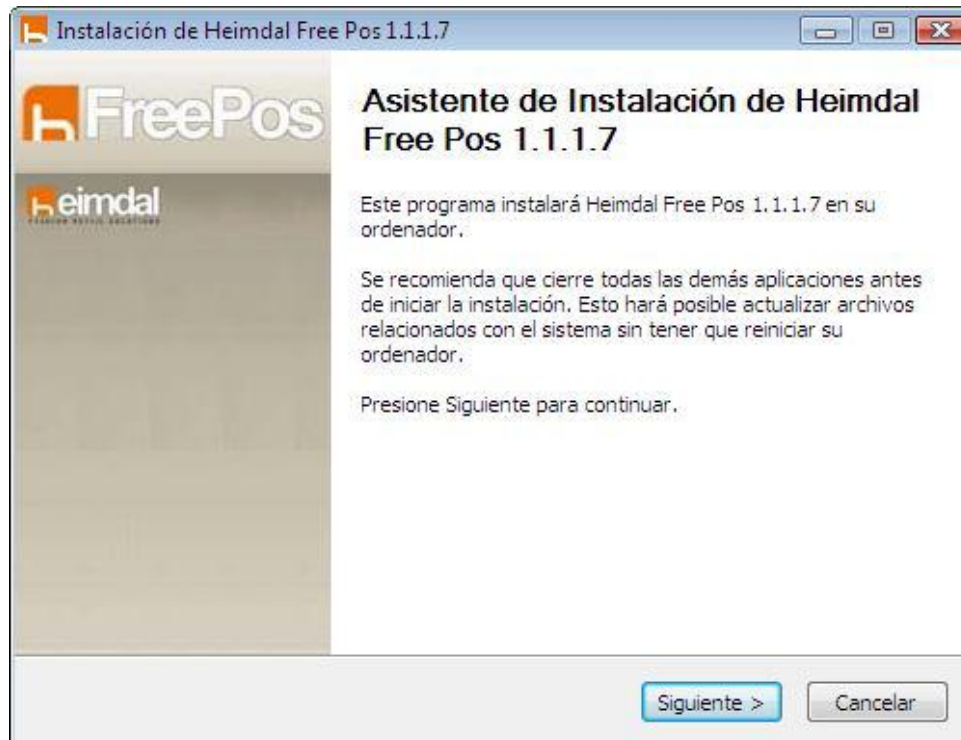 Instalación de Heimdal Free Pos 1.1.1.7
FreePos
heimdal
Asistente de Instalación de Heimdal
Free Pos 1.1.1.7
Este programa instalará Heimdal Free Pos 1.1.1.7 en su
ordenador.
Se recomienda que cierre todas las demás aplicaciones antes
de iniciar la instalación. Esto hará posible actualizar archivos
relacionados con el sistema sin tener que reiniciar su
ordenador.
Presione Siguiente para continuar.
Siguiente >
Cancelar